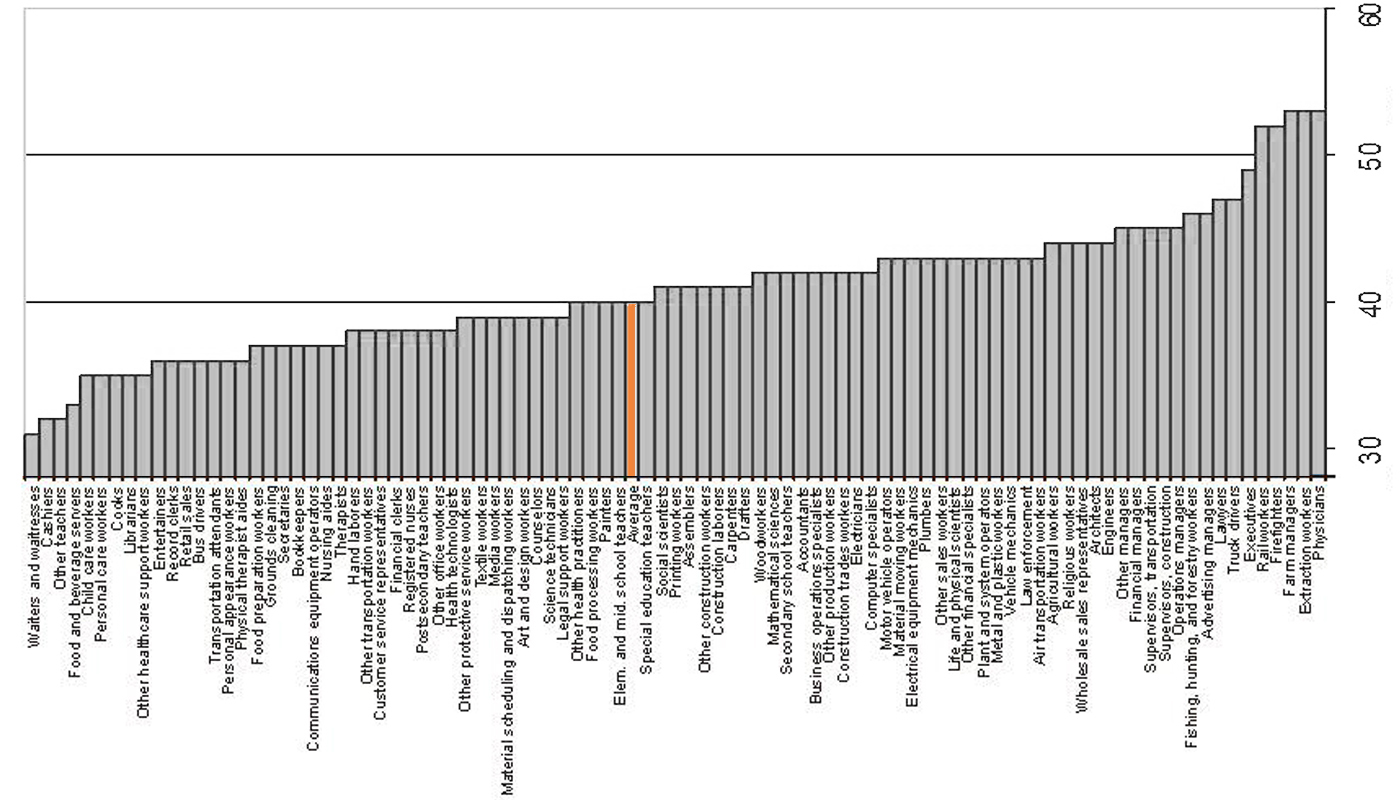 60
50
40
30
Waiters and waitresses
Cashiers
Other teachers
Food and beverage servers
Child care workers
Personal care workers
Cooks
Librarians
Other healthcare support workers
Entertainers
Record clerks
Retail sales
Bus drivers
Transportation attendants
Personal appearance workers
Physical therapist aides
Food preparation workers
Grounds cleaning
Secretaries
Bookkeepers
Communications equipment operators
Nursing aides
Therapists
Hand laborers
Other transportation workers
Customer service representatives
Financial clerks
Registered nurses
Postsecondary teachers
Other office workers
Health technologists
Other protective service workers
Textile workers
Media workers
Material scheduling and dispatching workers
Art and design workers
Counselors
Science technicians
Legal support workers
Other health practitioners
Food processing workers
Painters
Elem. and mid. school teachers
Average
Special education teachers
Social scientists
Printing workers
Assemblers
Other construction workers
Construction laborers
Carpenters
Drafters
Woodworkers
Mathematical sciences
Secondary school teachers
Accountants
Business operations specialists
Other production workers
Construction trades workers
Electricians
Computer specialists
Motor vehicle operators
Material moving workers
Electrical equipment mechanics
Plumbers
Other sales workers
Life and physical scientists
Other financial specialists
Plant and system operators
Metal and plastic workers
Vehicle mechanics
Law enforcement
Air transportation workers
Agricultural workers
Religious workers
Wholesale sales representatives
Architects
Engineers
Other managers
Financial managers
Supervisors, transportation
Supervisors, construction
Operations managers
Fishing, hunting, and forestry workers
Advertising managers
Lawyers
Truck drivers
Executives
Rail workers
Firefighters
Farm managers
Extraction workers
Physicians